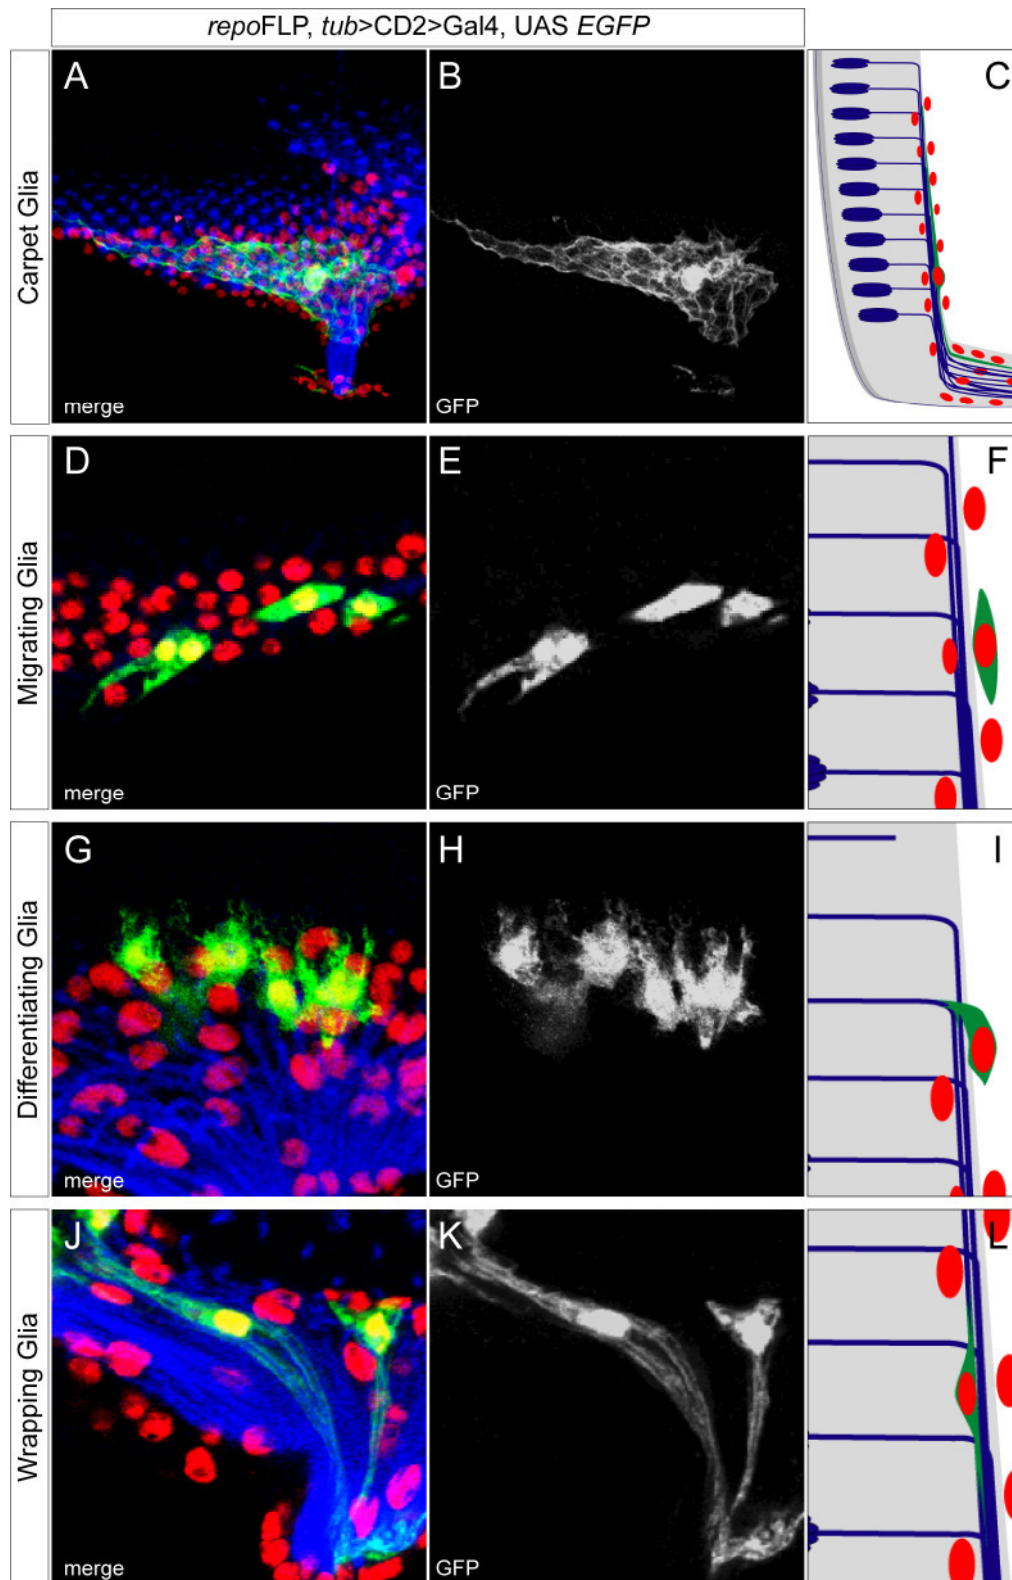 repoFLP, tub>CD2>Gal4, UAS EGFP
Carpet Glia
A
merge
B
GFP
C
Migrating Glia
D
merge
E
GFP
F
Differentiating Glia
G
merge
H
GFP
I
Wrapping Glia
J
merge
K
GFP
L